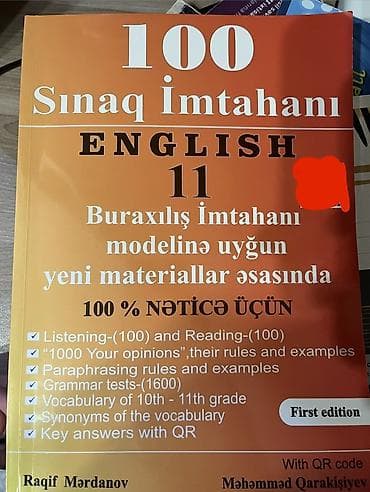 100
Sınaq İmtahanı
ENGLISH
11
Buraxılış İmtahanı
modelinə uyğun
yeni materiallar əsasında
100 % NƏTİCƏ ÜÇÜN
Listening-(100) and Reading-(100)
“1000 Your opinions”,their rules and examples
Paraphrasing rules and examples
Grammar tests-(1600)
Vocabulary of 10th - 11th grade
Synonyms of the vocabulary
Key answers with QR
First edition
With QR code
Raqif Mərdanov
Məhəmməd Qarakişiyev